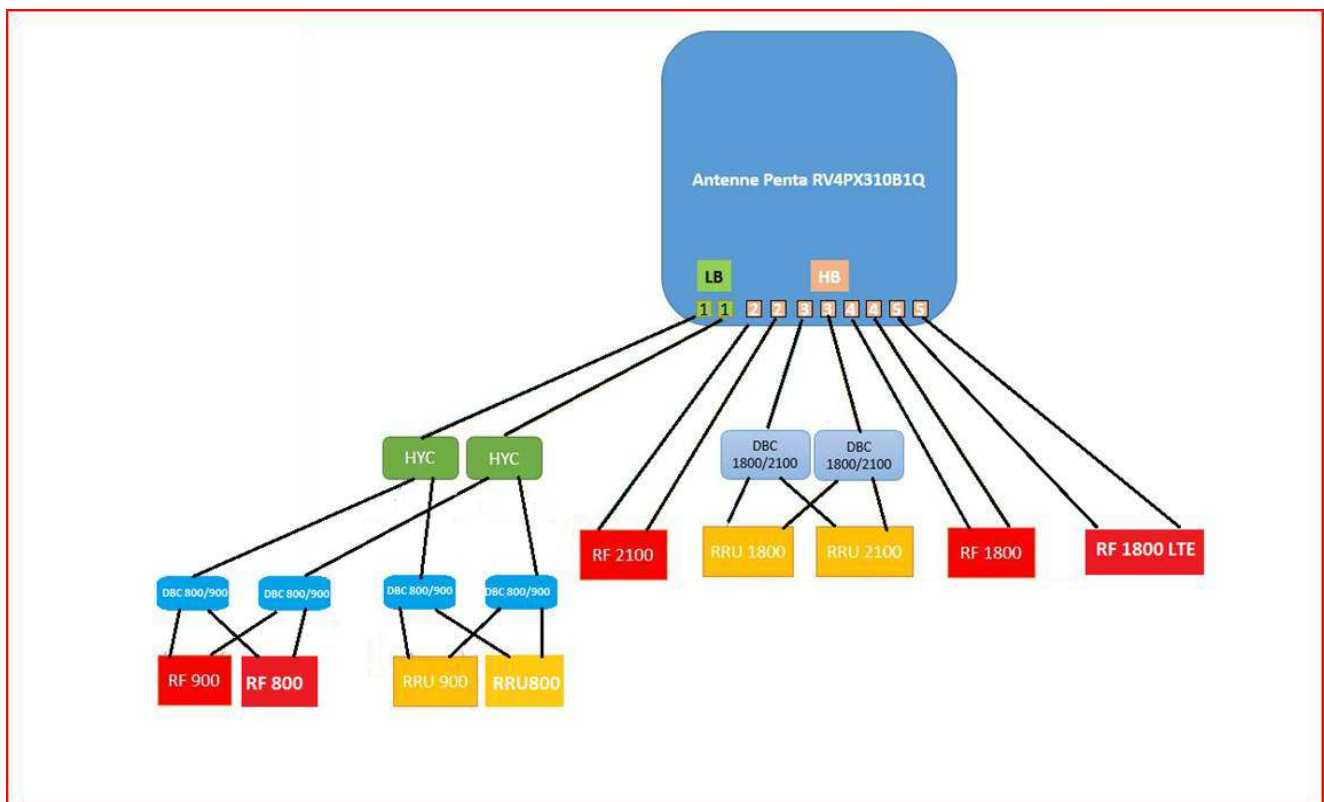 Antenne Penta RV4PX310B1Q
LB
HB
1 1 2 2 3 3 4 4 5 5
HYC
HYC
DBC
1800/2100
DBC
1800/2100
RF 2100
RRU 1800
RRU 2100
RF 1800
RF 1800 LTE
DBC 800/900
DBC 800/900
DBC 800/900
DBC 800/900
RF 900
RF 800
RRU 900
RRU800